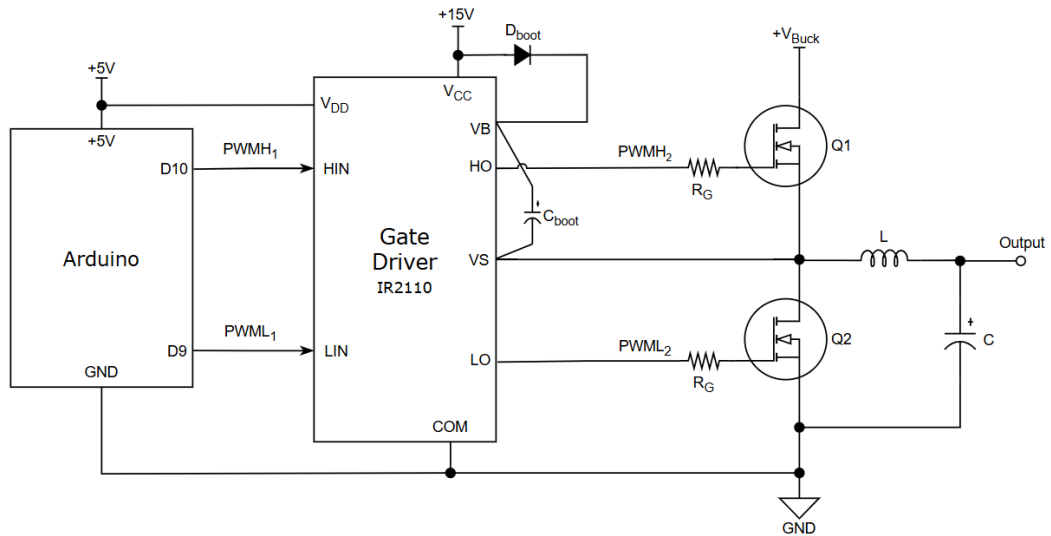 +15V
D_boot
+V_Buck
+5V
V_DD
V_CC
+5V
VB
PWMH_1
PWMH_2
Q1
D10
HIN
HO
R_G
+
C_boot
L
Output
Gate
Arduino
Driver
VS
IR2110
+
PWML_1
PWML_2
Q2
C
D9
LIN
LO
GND
R_G
COM
GND